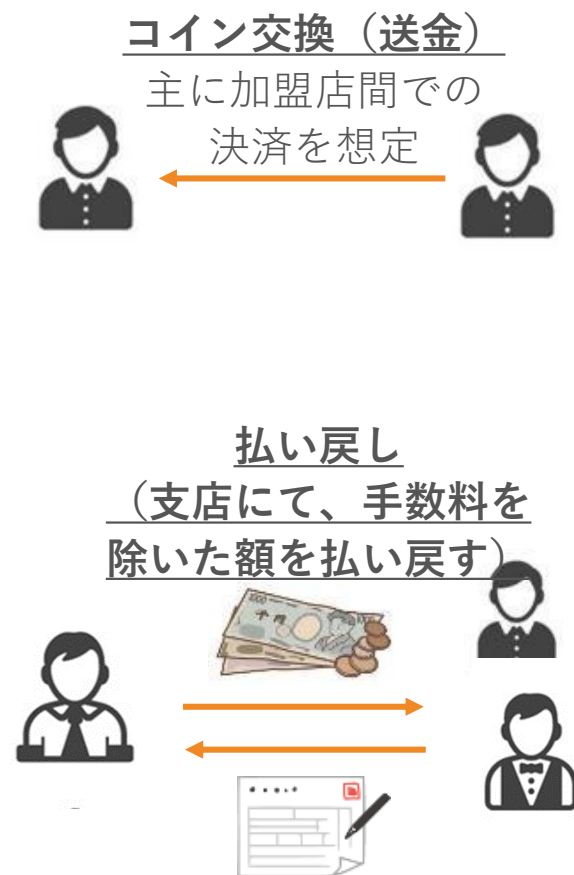 コイン交換（送金）
主に加盟店間での
決済を想定
払い戻し
（支店にて、手数料を
除いた額を払い戻す）